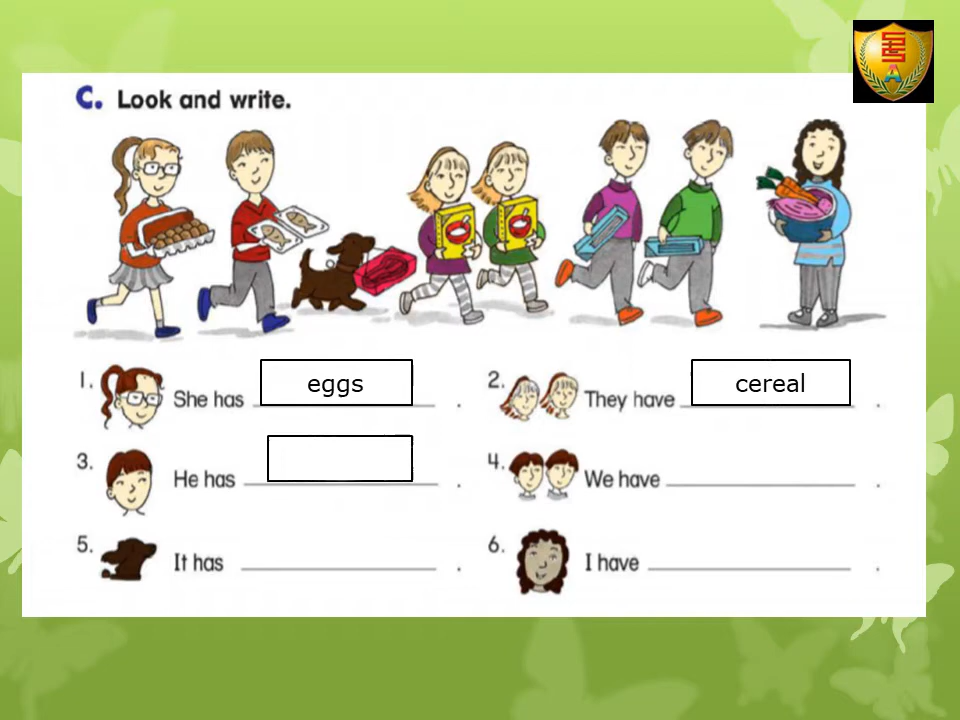 C. Look and write.
1. She has eggs .
2. They have cereal .
3. He has .
4. We have .
5. It has .
6. I have .